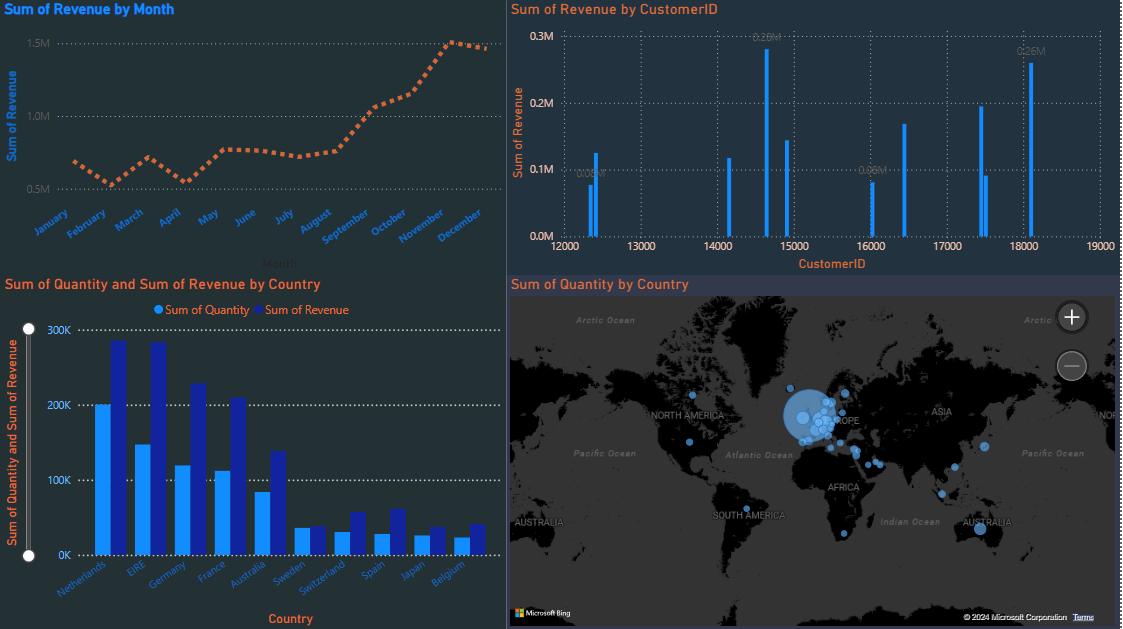 Sum of Revenue by Month
Sum of Revenue
1.5M
1.0M
0.5M
January
February
March
April
May
June
July
August
September
October
November
December
Month
Sum of Revenue by CustomerID
Sum of Revenue
0.3M
0.2M
0.1M
0.0M
0.08M
0.28M
0.08M
0.26M
12000 13000 14000 15000 16000 17000 18000 19000
CustomerID
Sum of Quantity and Sum of Revenue by Country
Sum of Quantity Sum of Revenue
Sum of Quantity and Sum of Revenue
300K
200K
100K
0K
Netherlands
EIRE
Germany
France
Australia
Sweden
Switzerland
Spain
Japan
Belgium
Country
Sum of Quantity by Country
Arctic Ocean
Arctic
+
−
NORTH AMERICA
ROPE
ASIA
NOR
Pacific Ocean
Atlantic Ocean
Pacific Ocean
AFRICA
SOUTH AMERICA
AUSTRALIA
Indian Ocean
AUSTRALIA
Microsoft Bing
© 2024 Microsoft Corporation Terms